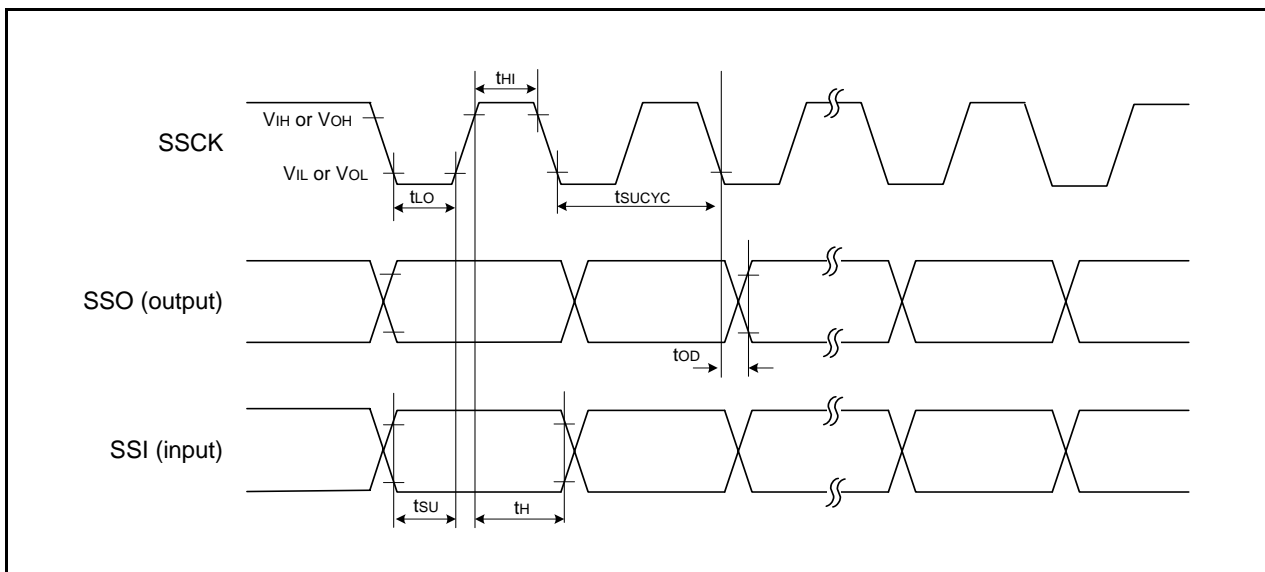 tHI
VIH or VOH
SSCK
VIL or VOL
tLO
tSUCYC
SSO (output)
tOD
SSI (input)
tSU
tH